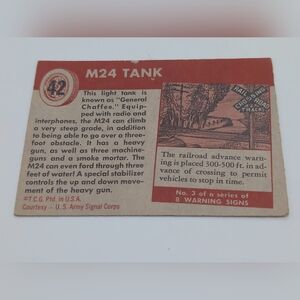 42
M24 TANK
This light tank is
known as "General
Chaffee." Equip-
ped with radio and
interphones, the M24 can climb
a very steep grade, in addition
to being able to go over a three-
foot obstacle. It has a heavy
gun, as well as three machine-
guns and a smoke mortar. The
M24 can even ford through three
feet of water! A special stabilizer
controls the up and down move-
ment of the heavy gun.
©T.C.G. Ptd. in U.S.A.
Courtesy - U. S. Army Signal Corps
RAILROAD
CROSSING
TRACKS
The railroad advance warn-
ing is placed 300-500 ft. in adv-
ance of crossing to permit
vehicles to stop in time.
No. 3 of a series of
8 WARNING SIGNS